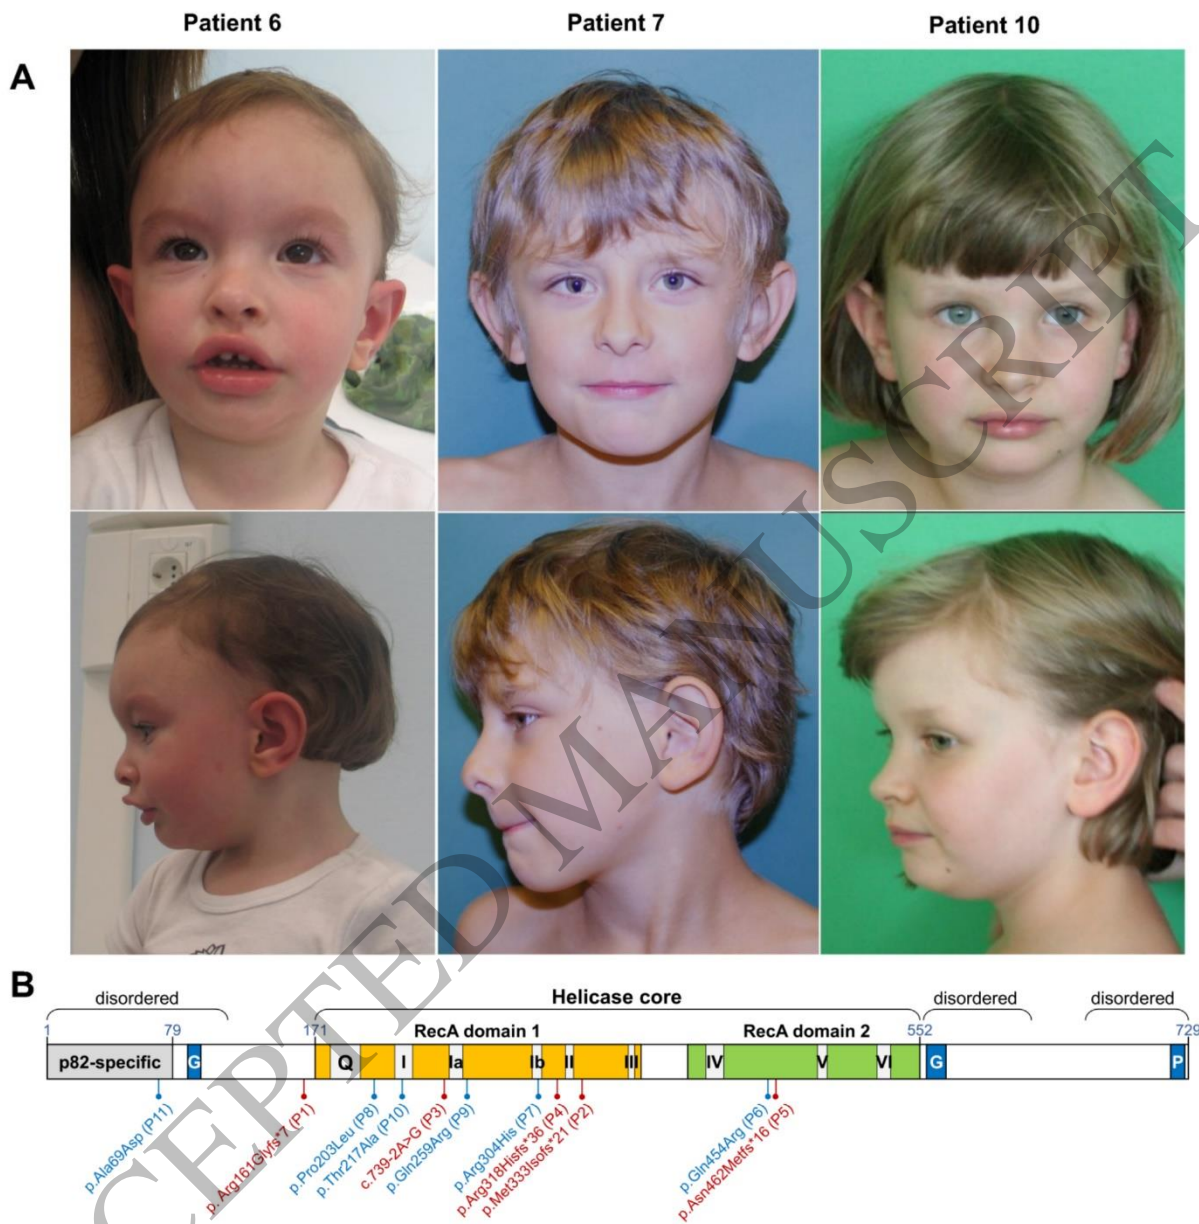 Patient 6
Patient 7
Patient 10
A
B
disordered
Helicase core
disordered
disordered
1
79
171
RecA domain 1
RecA domain 2
552
729
p82-specific
G
Q
I
Ia
Ib
II
III
IV
V
VI
G
P
p.Ala69Asp (P11)
p. Arg161Glyfs*7 (P1)
p.Pro203Leu (P8)
p.Thr217Ala (P10)
c.739-2A>G (P3)
p.Gln259Arg (P9)
p.Arg304His (P7)
p.Arg318Hisfs*36 (P4)
p.Met333Isofs*21 (P2)
p.Gln454Arg (P6)
p.Asn462Metfs*16 (P5)
CEPTED MANUSCRIPT